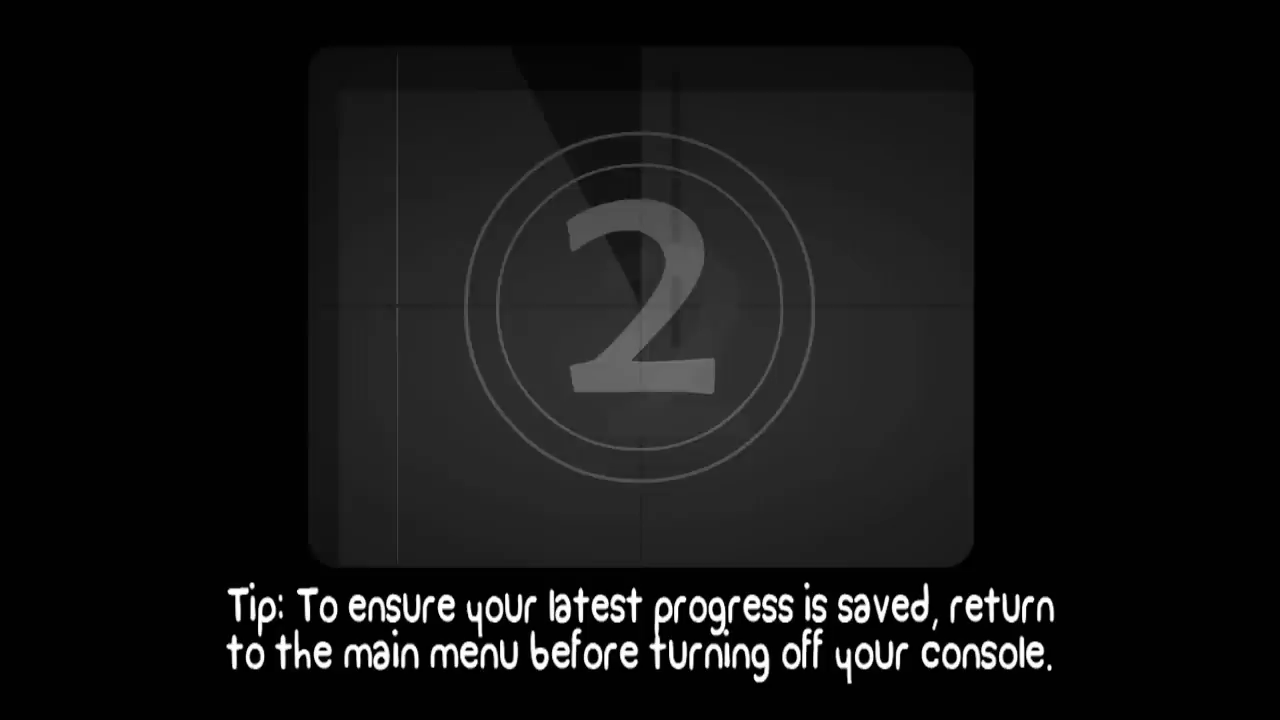 2
Tip: To ensure your latest progress is saved, return
to the main menu before turning off your console.